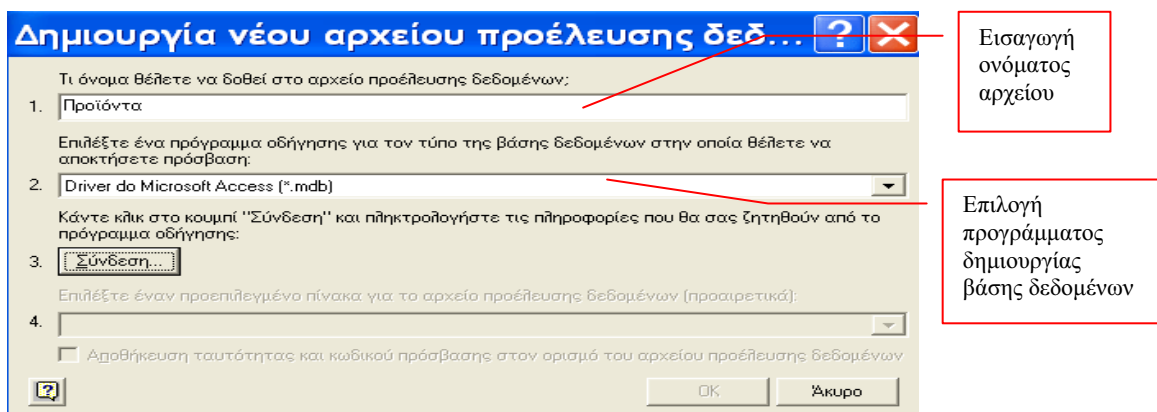 Δημιουργία νέου αρχείου προέλευσης δεδ...
Τι όνομα θέλετε να δοθεί στο αρχείο προέλευσης δεδομένων;
1. Προϊόντα
Επιλέξτε ένα πρόγραμμα οδήγησης για τον τύπο της βάσης δεδομένων στην οποία θέλετε να
αποκτήσετε πρόσβαση:
2. Driver do Microsoft Access (*.mdb)
Κάντε κλικ στο κουμπί "Σύνδεση" και πληκτρολογήστε τις πληροφορίες που θα σας ζητηθούν από το
πρόγραμμα οδήγησης:
3. Σύνδεση...
Επιλέξτε έναν προεπιλεγμένο πίνακα για το αρχείο προέλευσης δεδομένων (προαιρετικά):
4.
Αποθήκευση ταυτότητας και κωδικού πρόσβασης στον ορισμό του αρχείου προέλευσης δεδομένων
OK Άκυρο
Εισαγωγή
ονόματος
αρχείου
Επιλογή
προγράμματος
δημιουργίας
βάσης δεδομένων